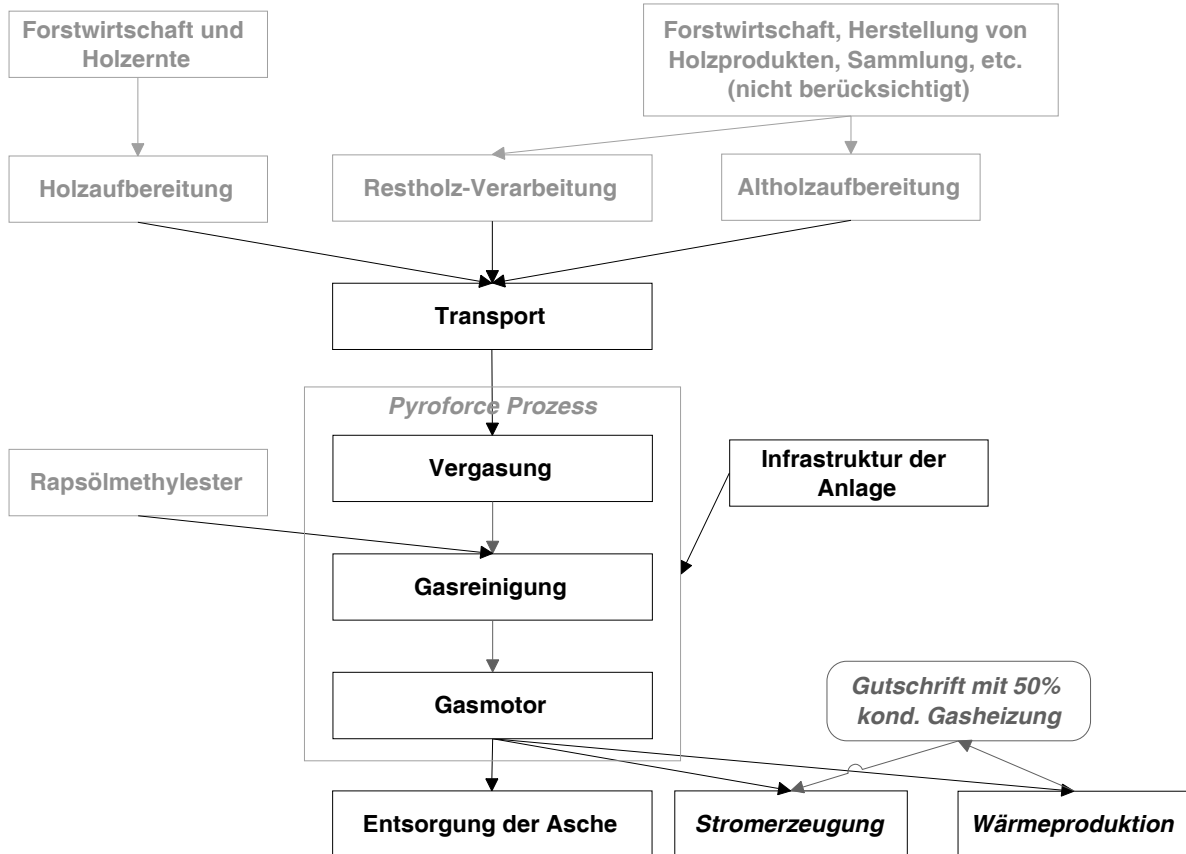 Forstwirtschaft und
Holzernte
Forstwirtschaft, Herstellung von
Holzprodukten, Sammlung, etc.
(nicht berücksichtigt)
Holzaufbereitung
Restholz-Verarbeitung
Altholzaufbereitung
Transport
Pyroforce Prozess
Vergasung
Infrastruktur der
Anlage
Rapsölmethylester
Gasreinigung
Gasmotor
Gutschrift mit 50%
kond. Gasheizung
Entsorgung der Asche
Stromerzeugung
Wärmeproduktion